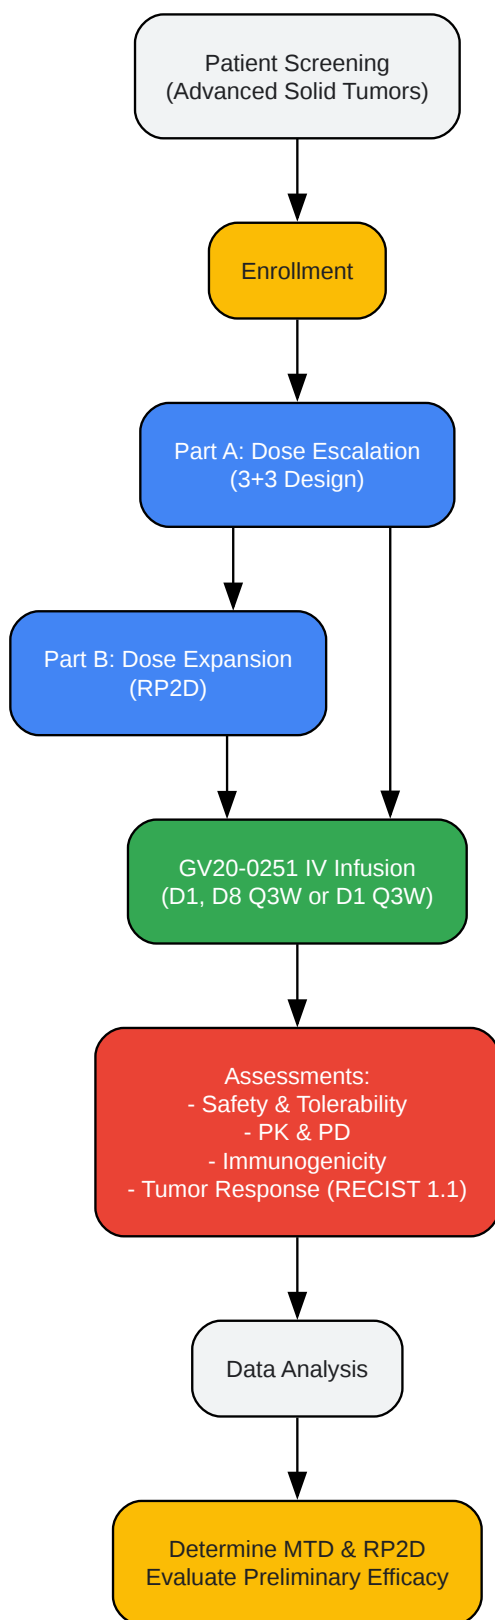 Patient Screening
(Advanced Solid Tumors)
Enrollment
Part A: Dose Escalation
(3+3 Design)
Part B: Dose Expansion
(RP2D)
GV20-0251 IV Infusion
(D1, D8 Q3W or D1 Q3W)
Assessments:
- Safety & Tolerability
- PK & PD
- Immunogenicity
- Tumor Response (RECIST 1.1)
Data Analysis
Determine MTD & RP2D
Evaluate Preliminary Efficacy